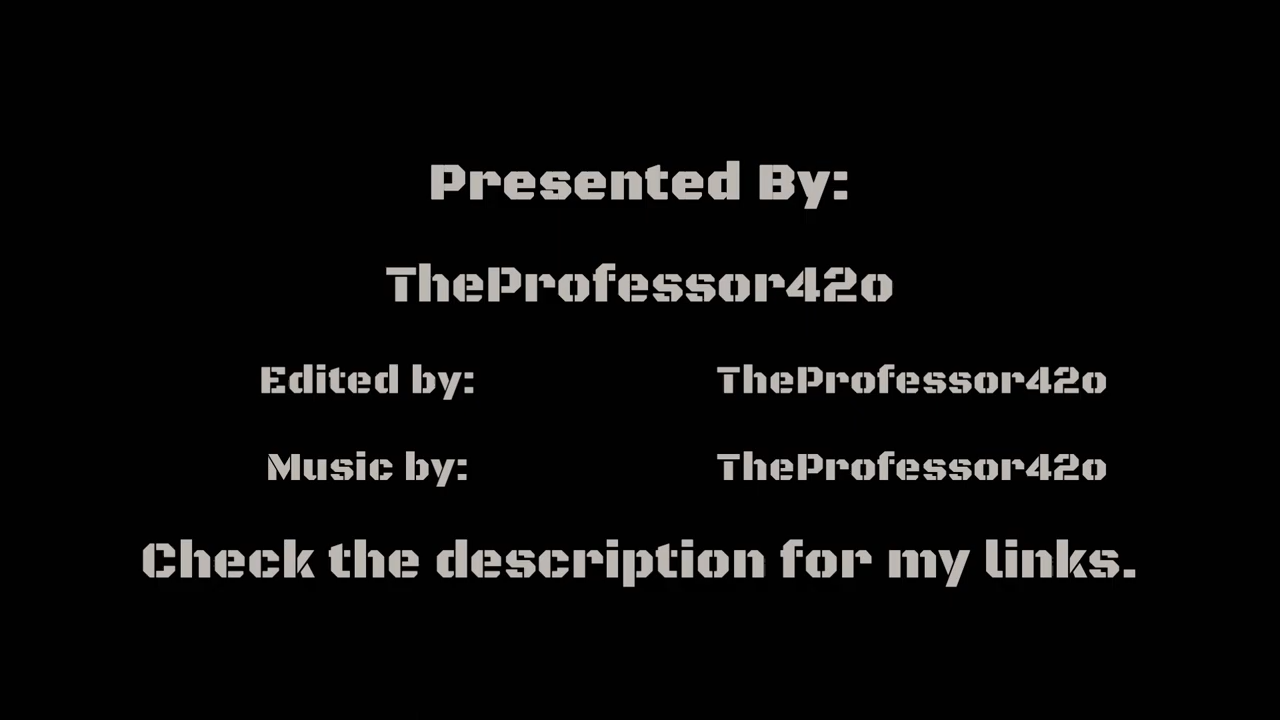 Presented By:
TheProfessor42o
Edited by: TheProfessor42o
Music by: TheProfessor42o
Check the description for my links.